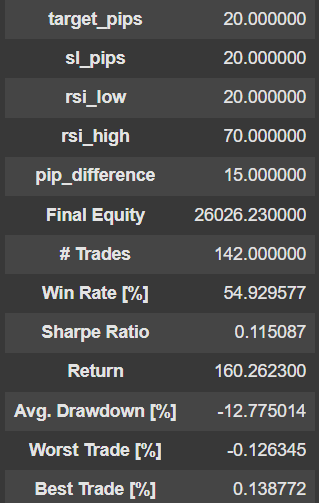 target_pips 20.000000
sl_pips 20.000000
rsi_low 20.000000
rsi_high 70.000000
pip_difference 15.000000
Final Equity 26026.230000
# Trades 142.000000
Win Rate [%] 54.929577
Sharpe Ratio 0.115087
Return 160.262300
Avg. Drawdown [%] -12.775014
Worst Trade [%] -0.126345
Best Trade [%] 0.138772